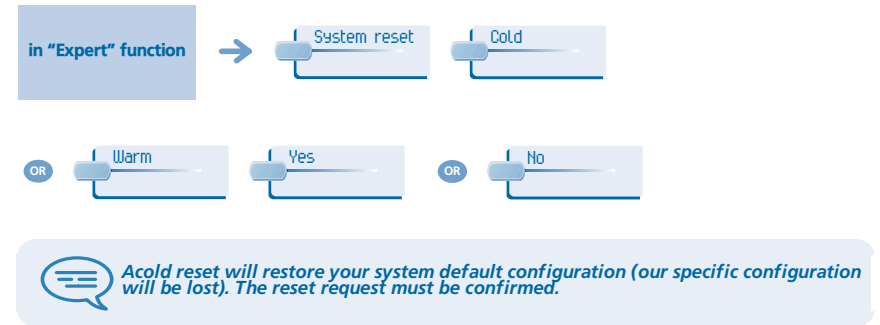 in “Expert” function
System reset
Cold
OR
Warm
Yes
OR
No
Acold reset will restore your system default configuration (our specific configuration
will be lost). The reset request must be confirmed.